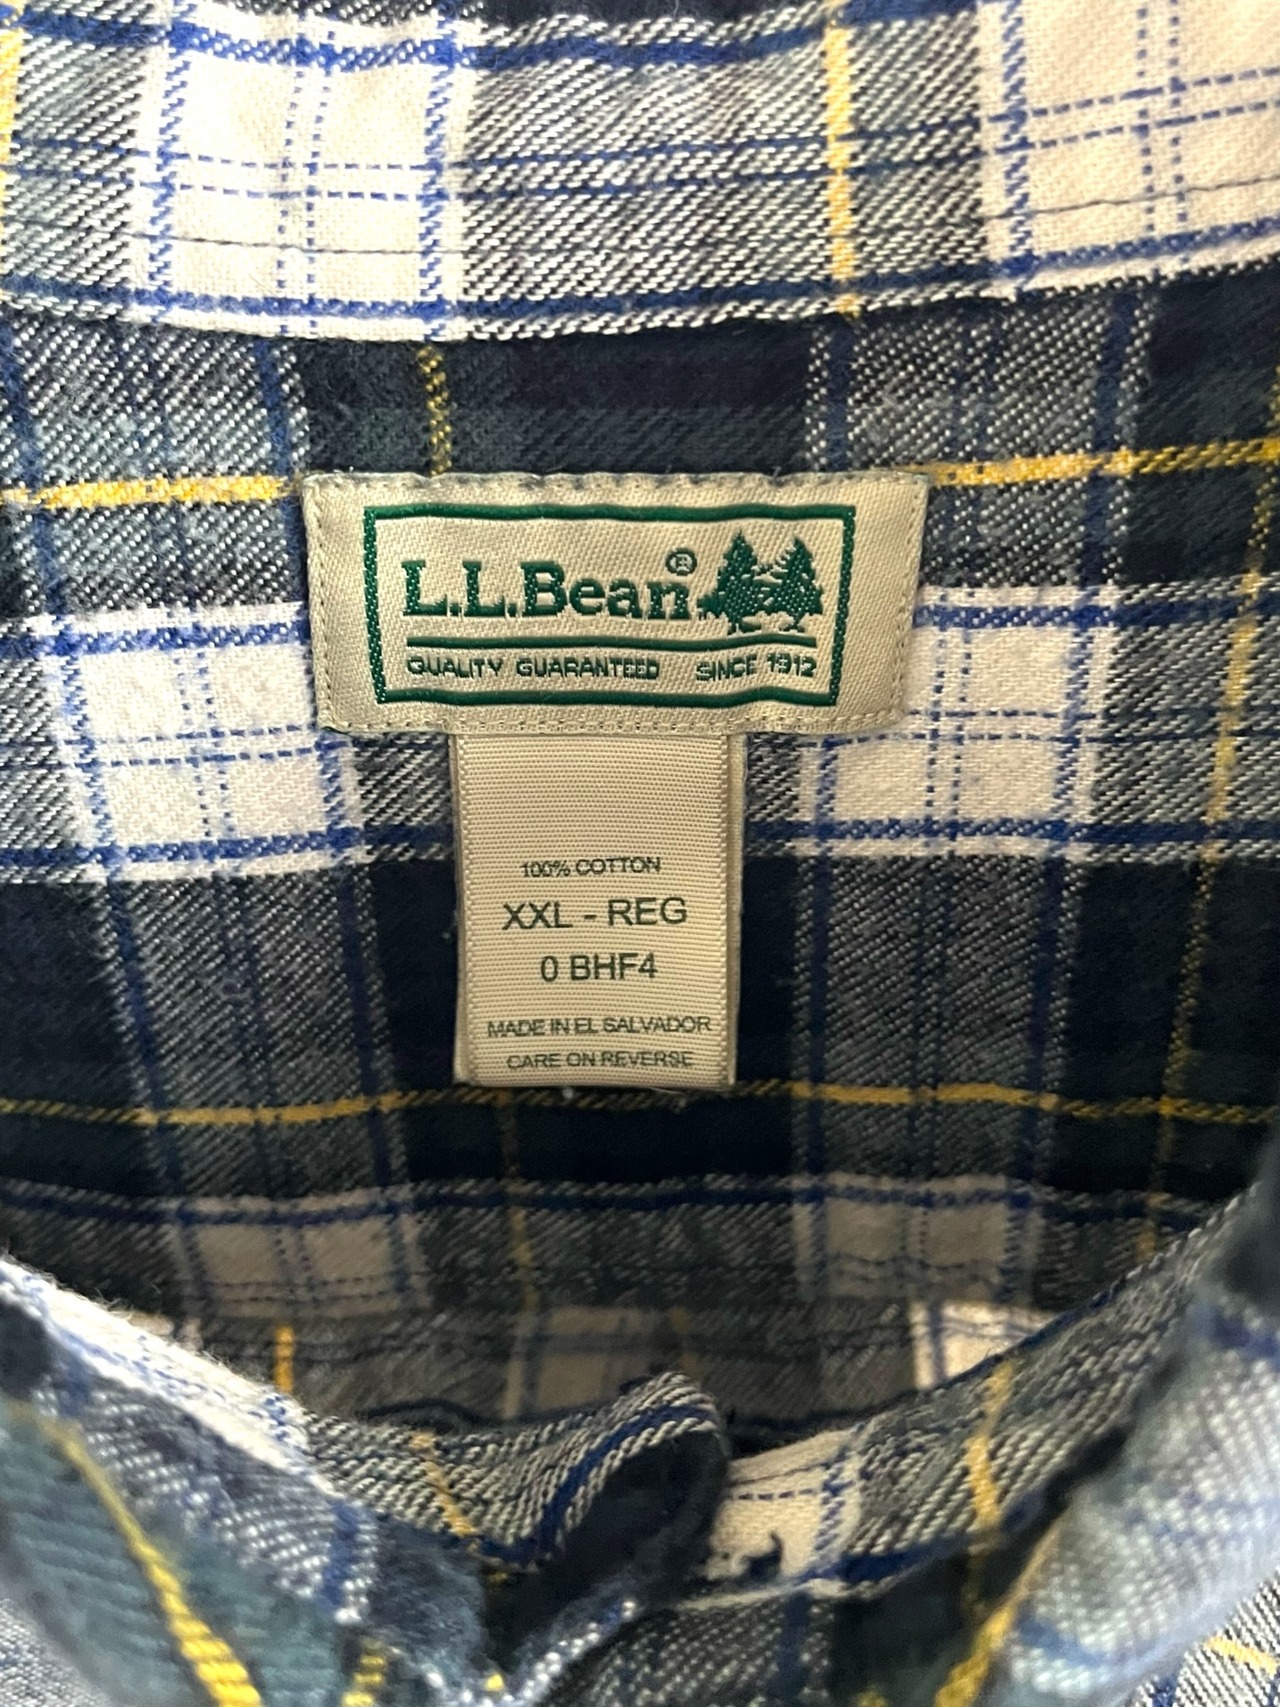 L.L.Bean®
QUALITY GUARANTEED SINCE 1912
100% COTTON
XXL - REG
0 BHF4
MADE IN EL SALVADOR
CARE ON REVERSE